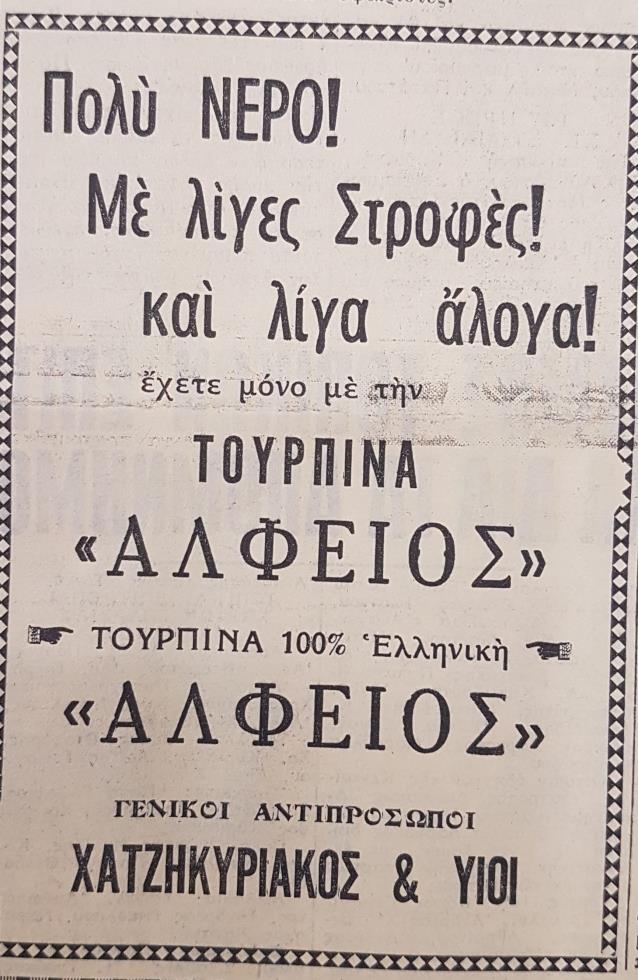 Πολὺ ΝΕΡΟ!
Μὲ λὶγες Στροφὲς!
καὶ λίγα ἄλογα!
ἔχετε μόνο μὲ τὴν
ΤΟΥΡΠΙΝΑ
«ΑΛΦΕΙΟΣ»
ΤΟΥΡΠΙΝΑ 100% Ἑλληνικὴ
«ΑΛΦΕΙΟΣ»
ΓΕΝΙΚΟΙ ΑΝΤΙΠΡΟΣΩΠΟΙ
ΧΑΤΖΗΚΥΡΙΑΚΟΣ & ΥΙΟΙ